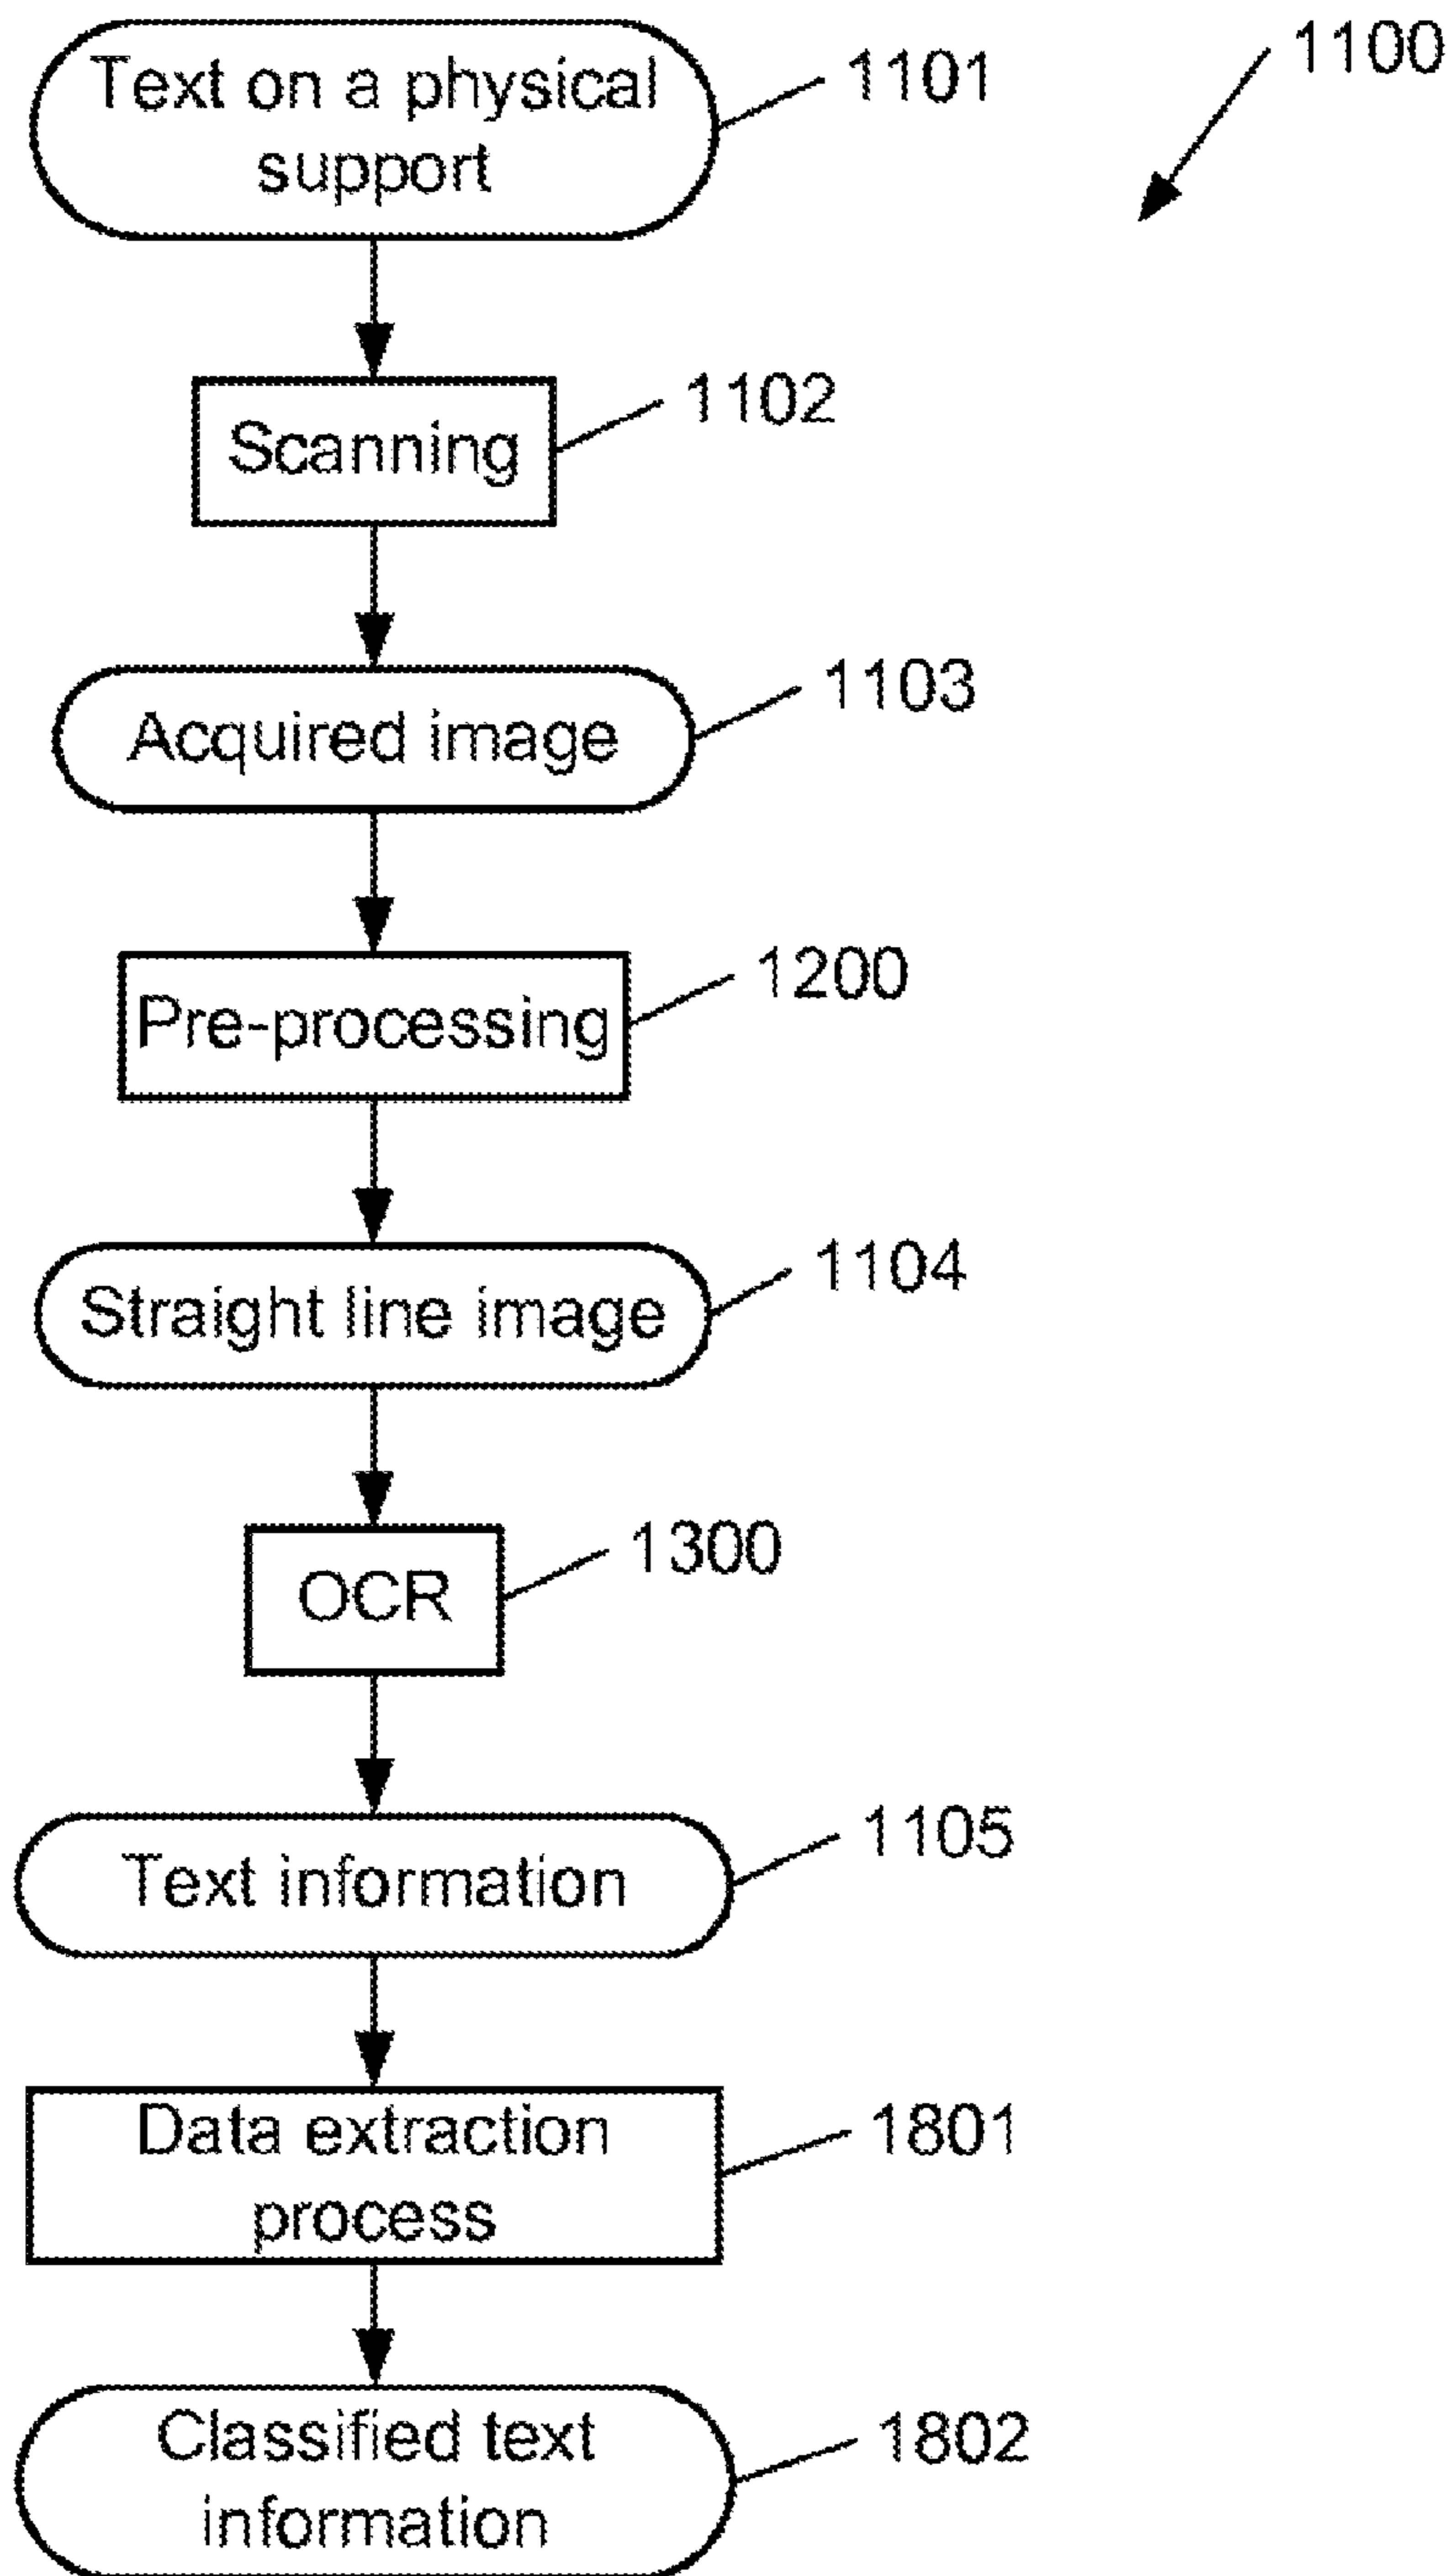 1100
Text on a physical
support
1101
Scanning
1102
Acquired image
1103
Pre-processing
1200
Straight line image
1104
OCR
1300
Text information
1105
Data extraction
process
1801
Classified text
information
1802